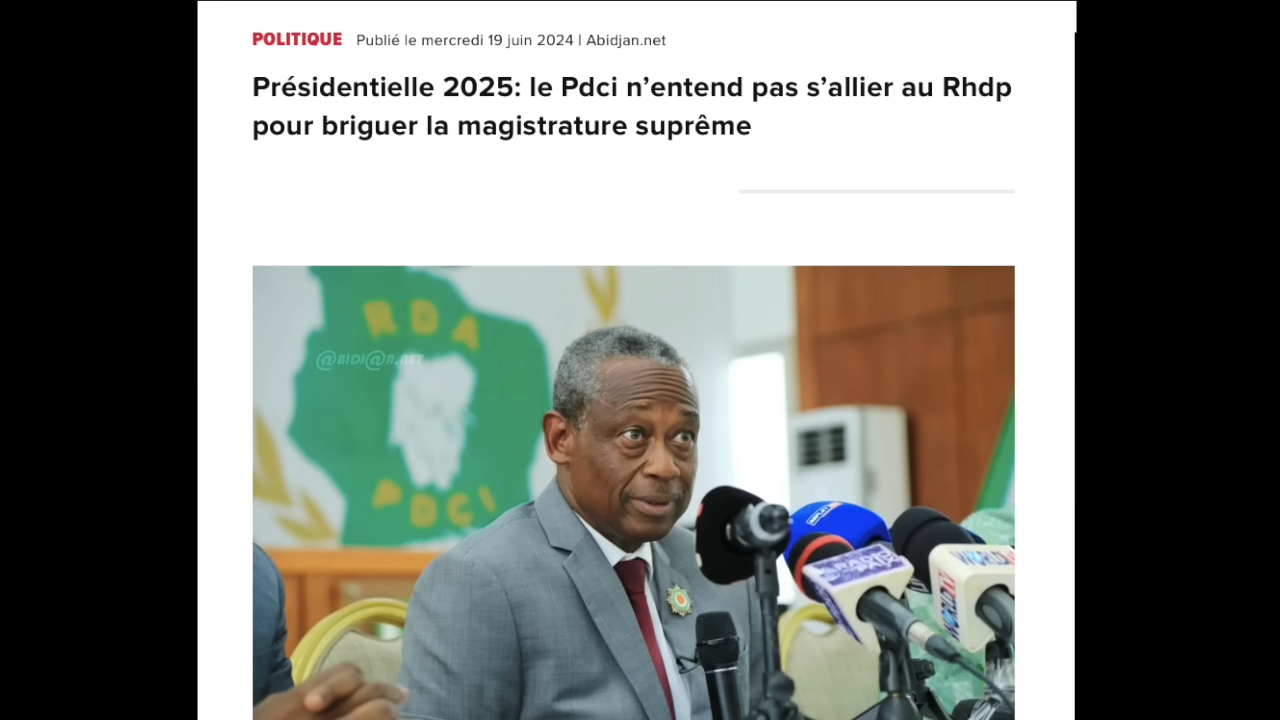 POLITIQUE Publié le mercredi 19 juin 2024 | Abidjan.net
Présidentielle 2025: le Pdci n’entend pas s’allier au Rhdp
pour briguer la magistrature suprême
RDA
@BIDJ@N.NET
PDCI